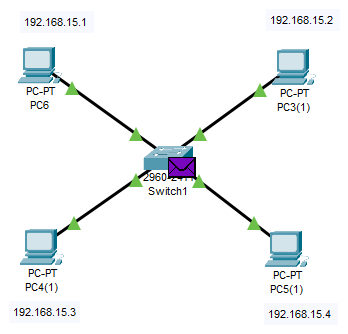 192.168.15.1
192.168.15.2
PC-PT
PC6
PC-PT
PC3(1)
Switch1
PC-PT
PC4(1)
PC-PT
PC5(1)
192.168.15.3
192.168.15.4